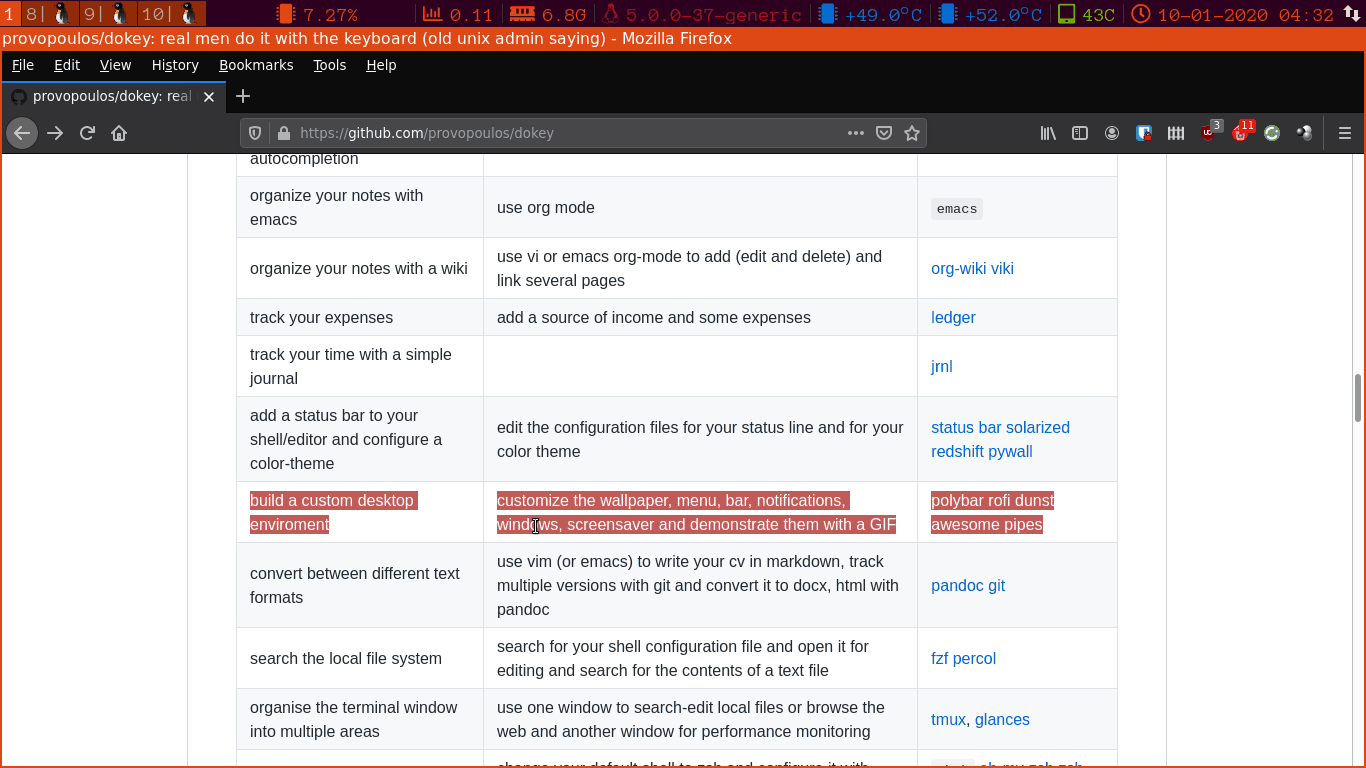 1 8| 9| 10| 7.27% 0.11 6.8G 5.0.0-37-generic +49.0°C +52.0°C 43C 10-01-2020 04:32
provopoulos/dokey: real men do it with the keyboard (old unix admin saying) - Mozilla Firefox
File Edit View History Bookmarks Tools Help
provopoulos/dokey: real
https://github.com/provopoulos/dokey 3 11
autocompletion
organize your notes with
emacs
use org mode
emacs
organize your notes with a wiki
use vi or emacs org-mode to add (edit and delete) and
link several pages
org-wiki viki
track your expenses
add a source of income and some expenses
ledger
track your time with a simple
journal
jrnl
add a status bar to your
shell/editor and configure a
color-theme
edit the configuration files for your status line and for your
color theme
status bar solarized
redshift pywall
build a custom desktop
enviroment
customize the wallpaper, menu, bar, notifications,
windows, screensaver and demonstrate them with a GIF
polybar rofi dunst
awesome pipes
convert between different text
formats
use vim (or emacs) to write your cv in markdown, track
multiple versions with git and convert it to docx, html with
pandoc
pandoc git
search the local file system
search for your shell configuration file and open it for
editing and search for the contents of a text file
fzf percol
organise the terminal window
into multiple areas
use one window to search-edit local files or browse the
web and another window for performance monitoring
tmux, glances
change your default shell to zsh and configure it with